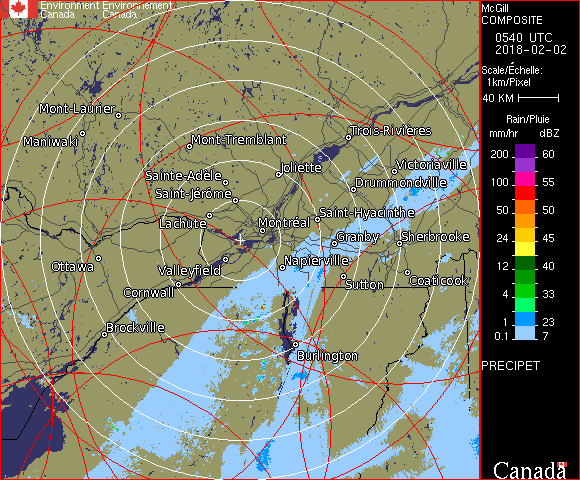 Environment Environnement
Canada Canada
Mont-Laurier
Maniwaki
Mont-Tremblant
Trois-Rivières
Sainte-Adèle
Joliette
Victoriaville
Drummondville
Saint-Jérôme
Lachute
Montréal
Saint-Hyacinthe
Granby
Sherbrooke
Ottawa
Valleyfield
Napierville
Cornwall
Sutton
Coaticook
Brockville
Burlington
McGill
COMPOSITE
0540 UTC
2018-02-02
Scale/Échelle:
1km/Pixel
40 KM
Rain/Pluie
mm/hr dBZ
200 60
150 57
100 55
50 50
24 45
12 40
4 33
1 23
0.1 7
PRECIPET
Canada